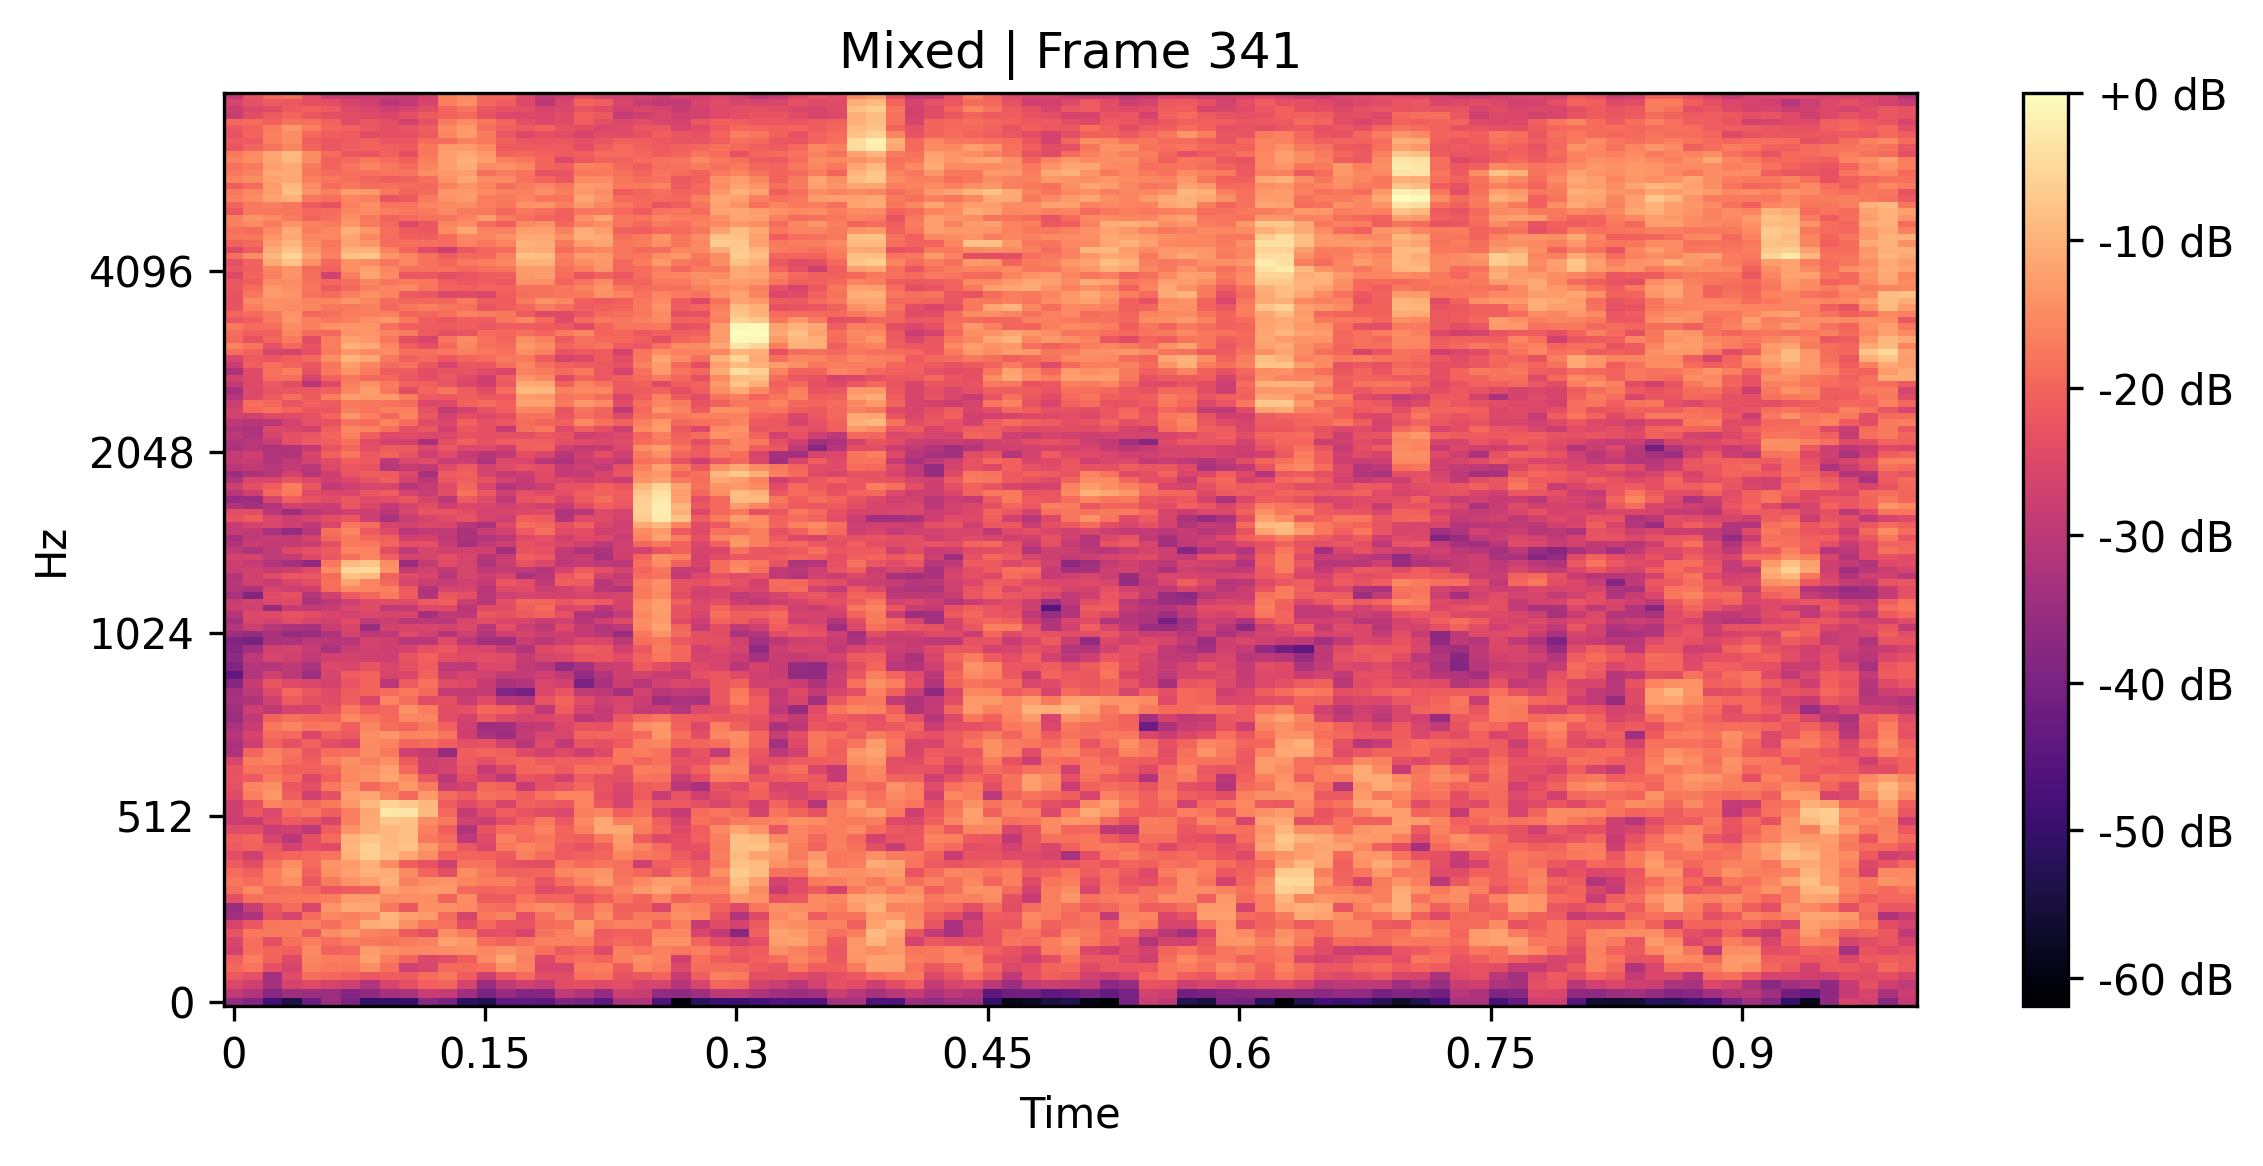 Mixed | Frame 341
+0 dB
-10 dB
-20 dB
-30 dB
-40 dB
-50 dB
-60 dB
4096
2048
1024
512
0
Hz
0 0.15 0.3 0.45 0.6 0.75 0.9
Time